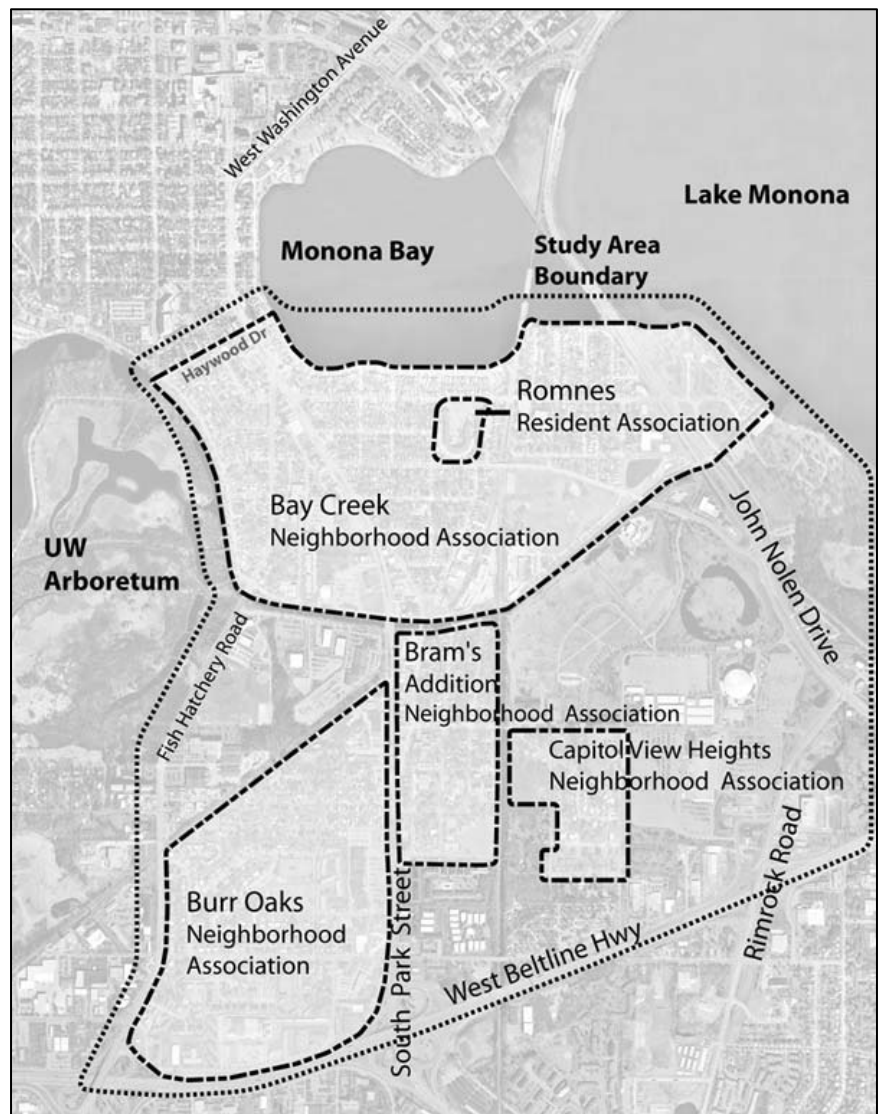 West Washington Avenue
Lake Monona
Monona Bay
Study Area
Boundary
Haywood Dr
Romnes
Resident Association
Bay Creek
Neighborhood Association
UW
Arboretum
John Nolen Drive
Fish Hatchery Road
Bram's
Addition
Neighborhood Association
Capitol View Heights
Neighborhood Association
Rimrock Road
Burr Oaks
Neighborhood
Association
South Park Street
West Beltline Hwy